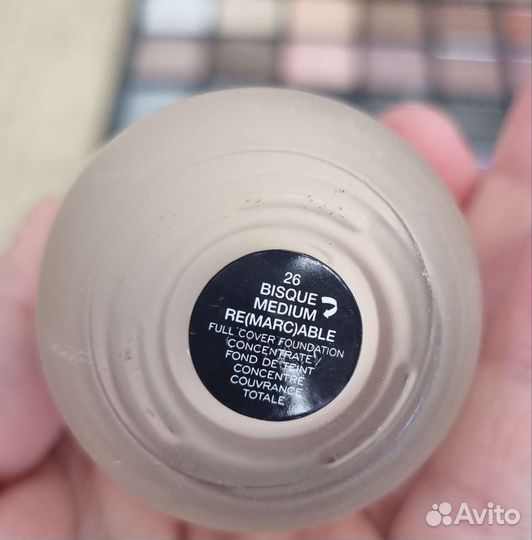 26
BISQUE
MEDIUM
RE(MARC)ABLE
FULL COVER FOUNDATION
CONCENTRATE /
FOND DE TEINT
CONCENTRÉ
COUVRANCE
TOTALE
Avito